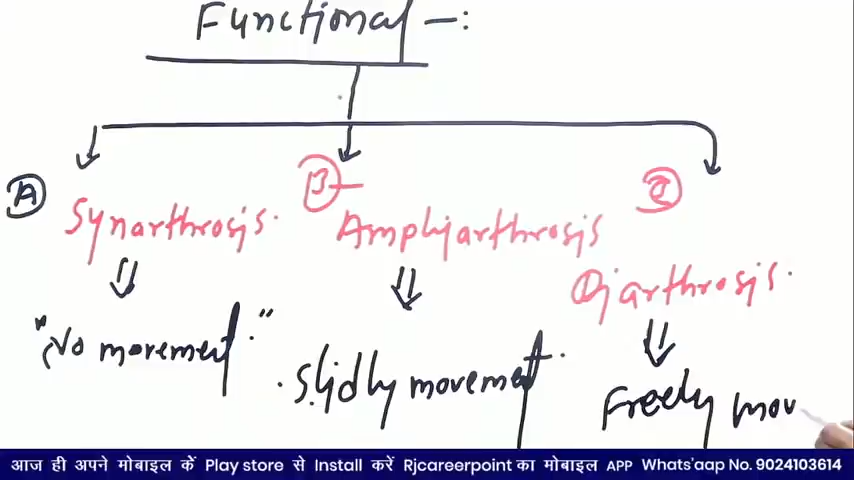 Functional -:
A B C
Synarthrosis.
Amphiarthrosis
Diarthrosis.
"No movement."
Slidly movement.
Freely mov
आज ही अपने मोबाइल कें Play store से Install करें Rjcareerpoint का मोबाइल APP Whats'aap No. 9024103614